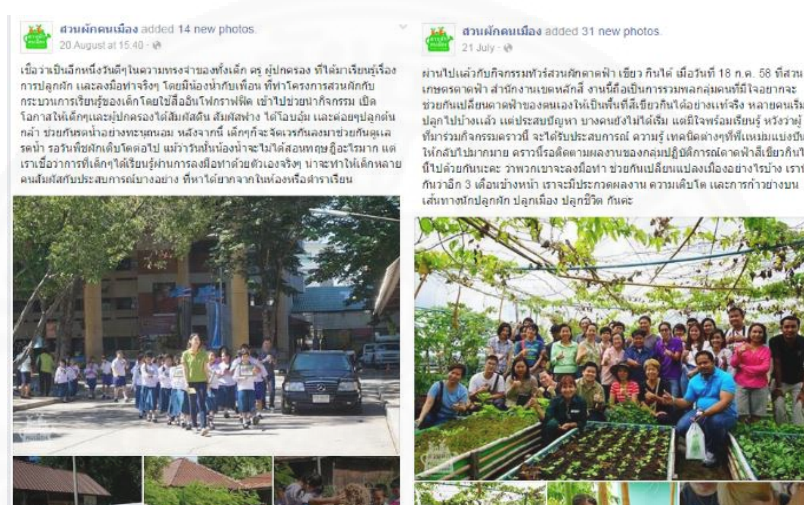 สวนผักคนเมือง added 14 new photos.
20 August at 15:40
เชื่อว่าเป็นอีกหนึ่งวันดีๆในความทรงจำของทั้งเด็ก ครู ผู้ปกครอง ที่ได้มาเรียนรู้เรื่อง
การปลูกผัก และลงมือทำจริงๆ โดยมีน้องน้ำกับเพื่อน ที่ทำโครงการสวนผักกับ
กระบวนการเรียนรู้ของเด็กโดยใช้สื่ออินโฟกราฟฟิค เข้าไปช่วยนำกิจกรรม เปิด
โอกาสให้เด็กๆและผู้ปกครองได้สัมผัสดิน สัมผัสฟาง ได้โอบอุ้ม และค่อยๆปลูกต้น
กล้า ช่วยกันรดน้ำอย่างทะนุถนอม หลังจากนี้ เด็กๆก็จะจัดเวรกันลงมาช่วยกันดูแล
รดน้ำ รอวันที่พืชผักเติบโตต่อไป แม้ว่าวันนั้นน้องน้ำจะไม่ได้สอนทฤษฎีอะไรมาก แต่
เราเชื่อว่าการที่เด็กๆได้เรียนรู้ผ่านการลงมือทำด้วยตัวเองจริงๆ น่าจะทำให้เด็กหลาย
คนสัมผัสกับประสบการณ์บางอย่าง ที่หาได้ยากจากในห้องหรือตำราเรียน
สวนผักคนเมือง added 31 new photos.
21 July
ผ่านไปแล้วกับกิจกรรมทัวร์สวนผักดาดฟ้า เขียว กินได้ เมื่อวันที่ 18 ก.ค. 58 ที่สวน
เกษตรดาดฟ้า สำนักงานเขตหลักสี่ งานนี้ถือเป็นการรวมพลกลุ่มคนที่มีใจอยากจะ
ช่วยกันเปลี่ยนดาดฟ้าของตนเองให้เป็นพื้นที่สีเขียวกินได้อย่างแท้จริง หลายคนเริ่ม
ปลูกไปบ้างแล้ว แต่ประสบปัญหา บางคนยังไม่ได้เริ่ม แต่มีใจพร้อมเรียนรู้ หวังว่าผู้
ที่มาร่วมกิจกรรมคราวนี้ จะได้รับประสบการณ์ ความรู้ เทคนิคต่างๆที่พี่แหม่มแบ่งปัน
ให้กลับไปมากมาย คราวนี้รอติดตามผลงานของกลุ่มปฏิบัติการดาดฟ้าสีเขียวกินได้
นี้ไปด้วยกันนะคะ ว่าพวกเขาจะลงมือทำ ช่วยกันเปลี่ยนแปลงเมืองอย่างไรบ้าง เรา
กันว่าอีก 3 เดือนข้างหน้า เราจะมีประกวดผลงาน ความเติบโต และการก้าวย่างบน
เส้นทางนักปลูกผัก ปลูกเมือง ปลูกชีวิต กันค่ะ